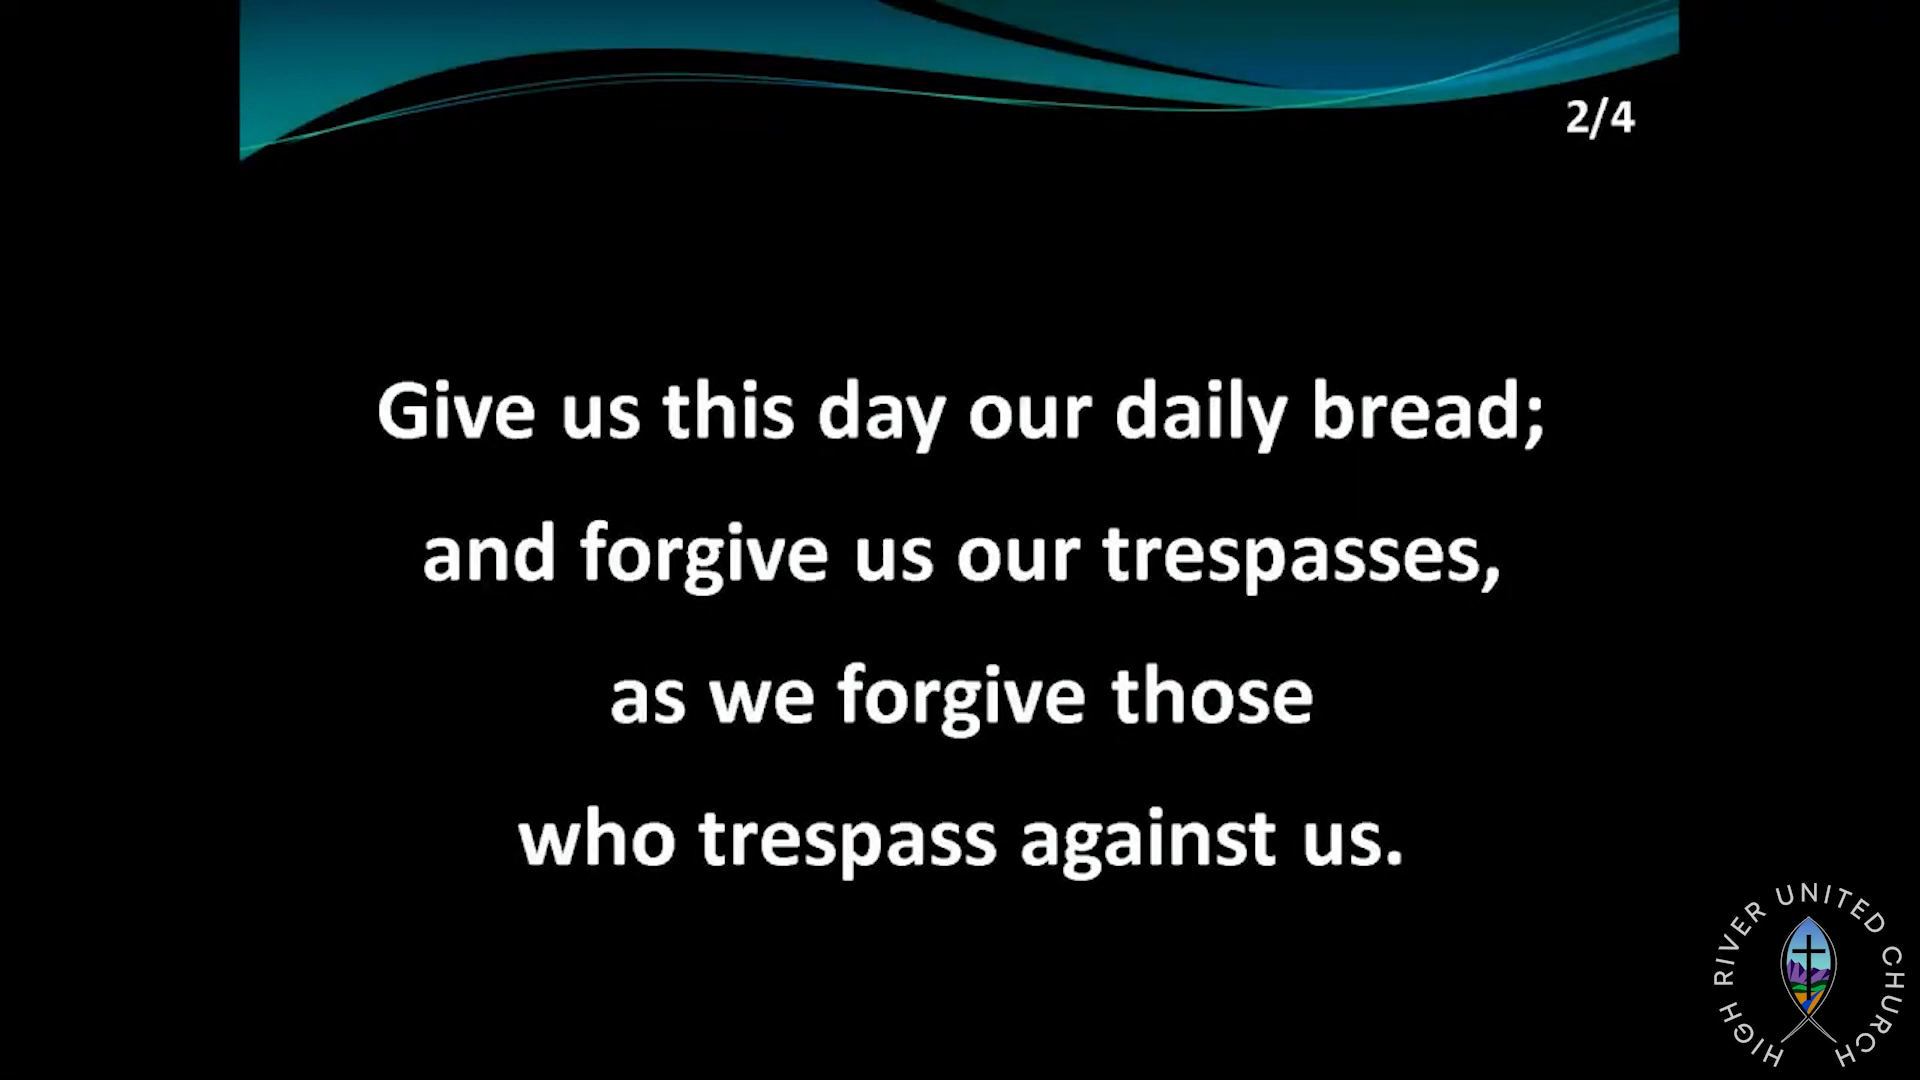 2/4
Give us this day our daily bread;
and forgive us our trespasses,
as we forgive those
who trespass against us.
HIGH RIVER UNITED CHURCH